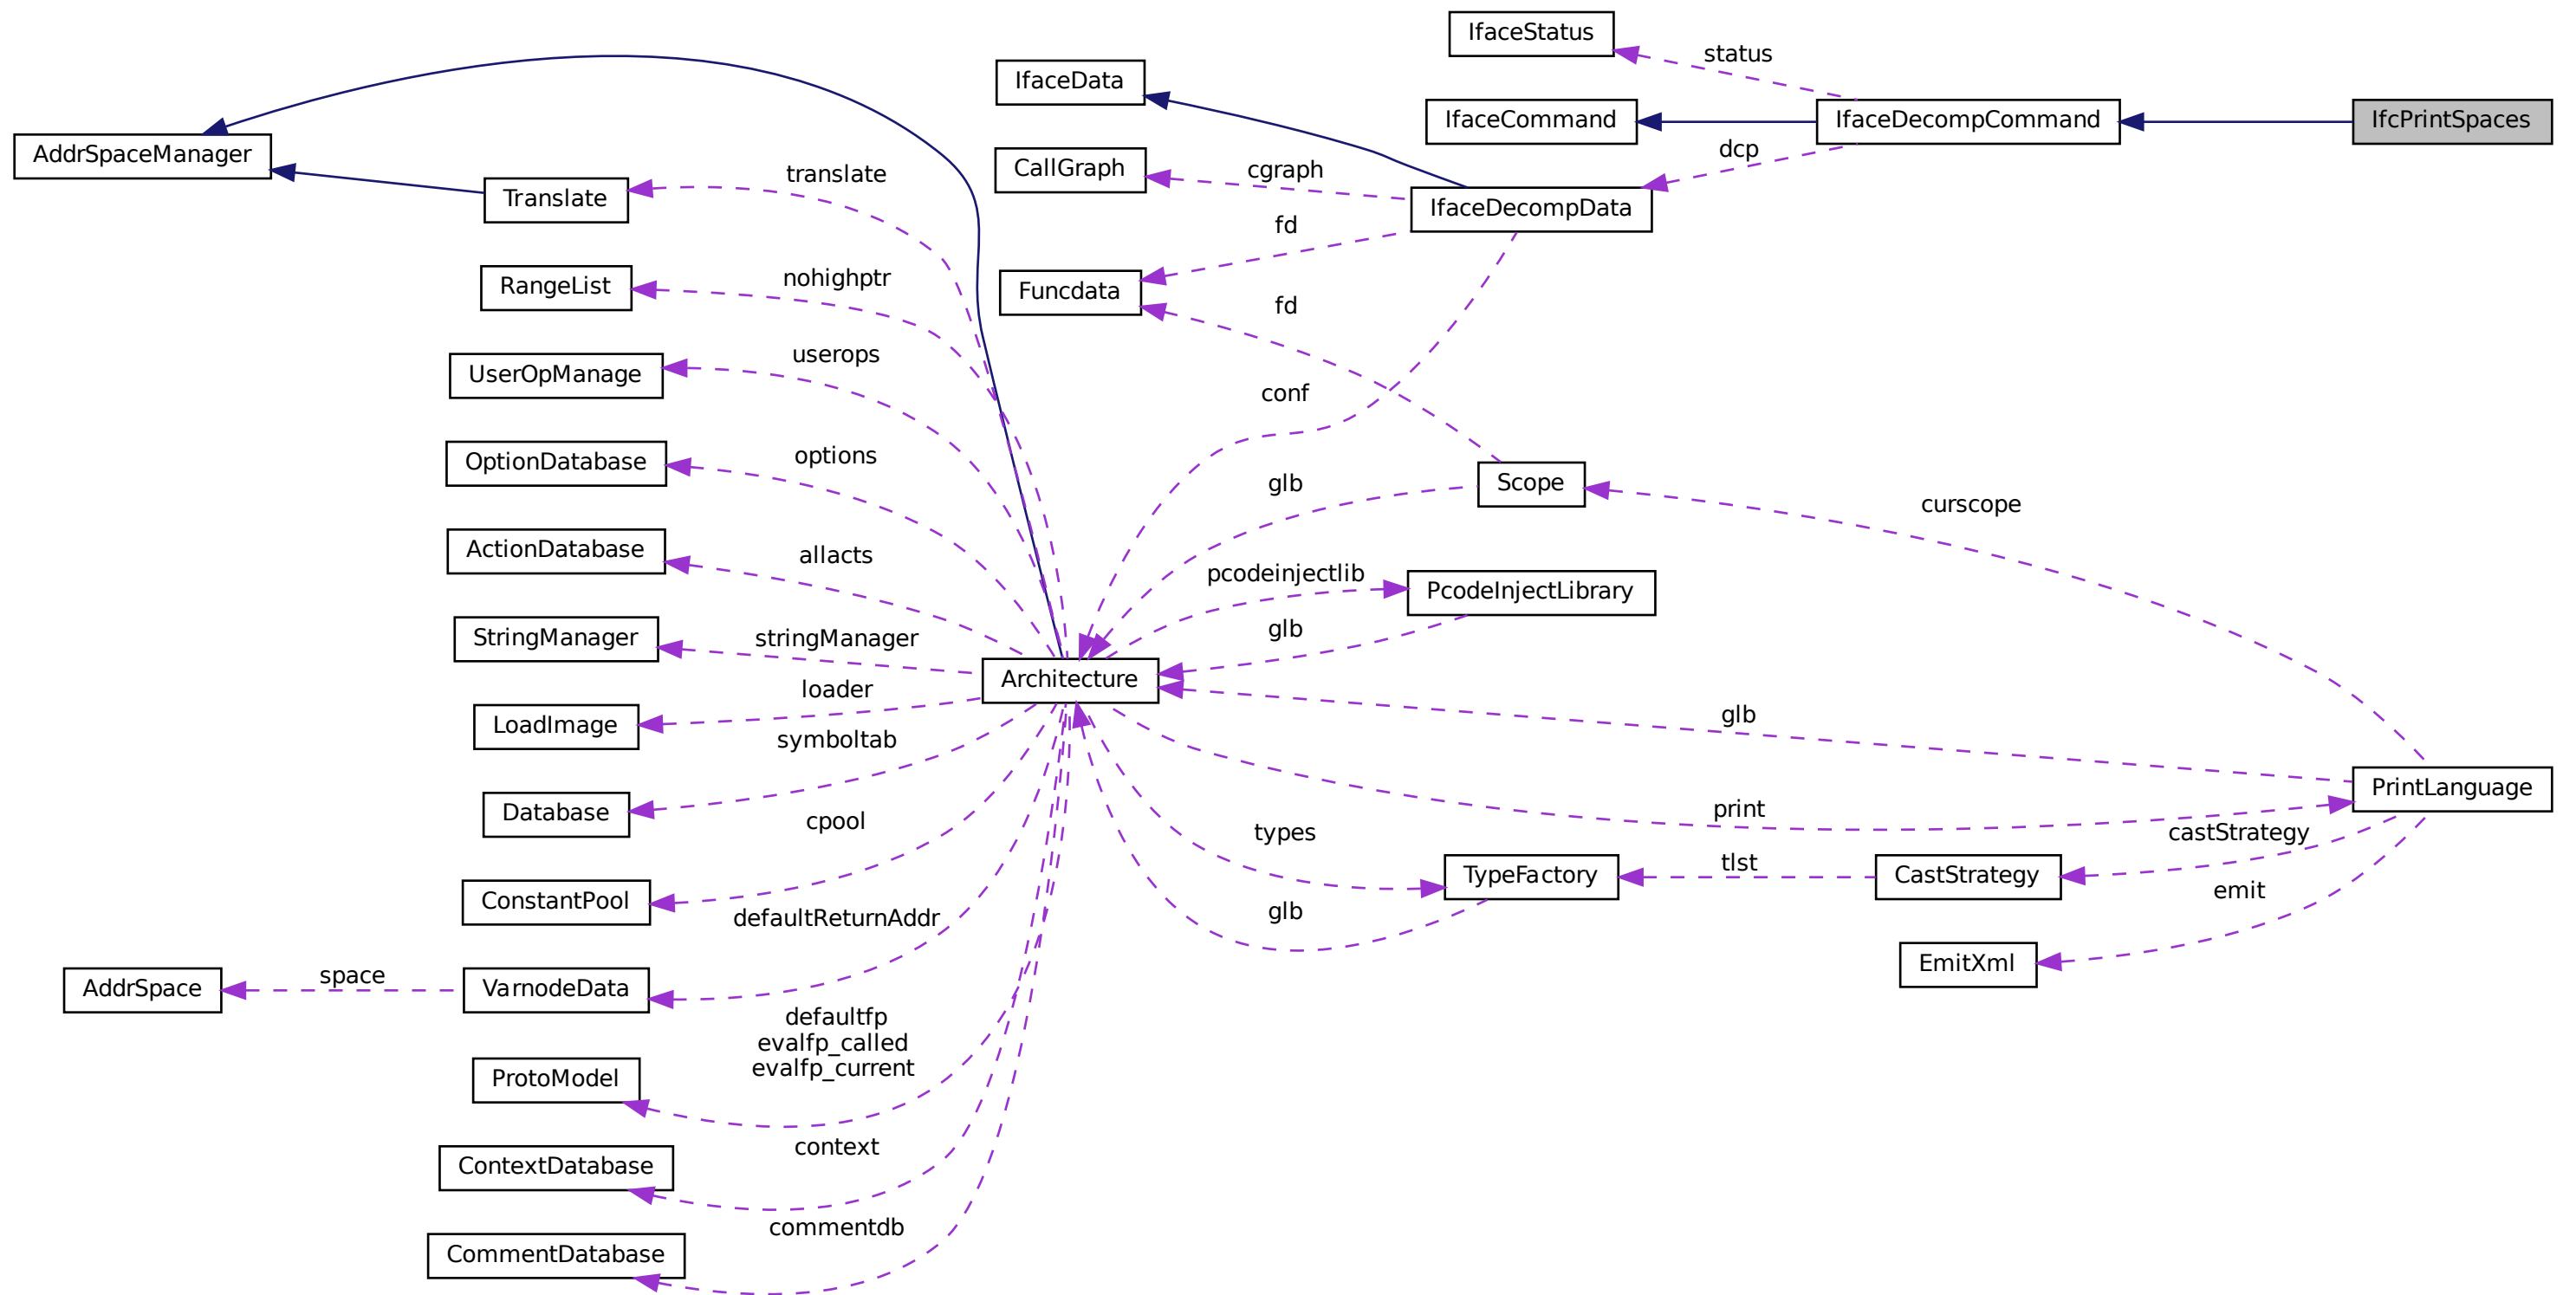 IfaceStatus
status
IfaceData
IfaceCommand
IfaceDecompCommand
IfcPrintSpaces
AddrSpaceManager
CallGraph
cgraph
dcp
translate
Translate
IfaceDecompData
fd
nohighptr
RangeList
Funcdata
fd
userops
UserOpManage
conf
options
OptionDatabase
glb
Scope
curscope
allacts
ActionDatabase
pcodeinjectlib
PcodeInjectLibrary
stringManager
StringManager
glb
Architecture
loader
LoadImage
glb
symboltab
Database
print
PrintLanguage
cpool
types
castStrategy
ConstantPool
TypeFactory
tlst
CastStrategy
defaultReturnAddr
glb
emit
EmitXml
AddrSpace
space
VarnodeData
defaultfp
evalfp_called
evalfp_current
ProtoModel
context
ContextDatabase
commentdb
CommentDatabase